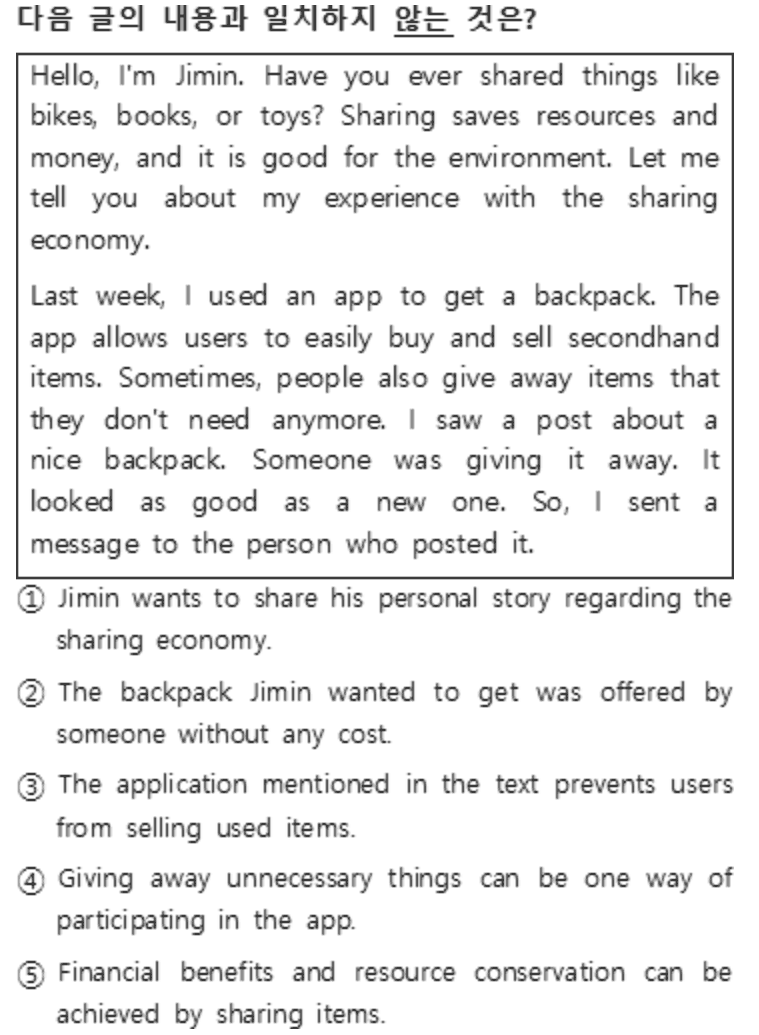 다음 글의 내용과 일치하지 않는 것은?
Hello, I'm Jimin. Have you ever shared things like
bikes, books, or toys? Sharing saves resources and
money, and it is good for the environment. Let me
tell you about my experience with the sharing
economy.
Last week, I used an app to get a backpack. The
app allows users to easily buy and sell secondhand
items. Sometimes, people also give away items that
they don't need anymore. I saw a post about a
nice backpack. Someone was giving it away. It
looked as good as a new one. So, I sent a
message to the person who posted it.
① Jimin wants to share his personal story regarding the
sharing economy.
② The backpack Jimin wanted to get was offered by
someone without any cost.
③ The application mentioned in the text prevents users
from selling used items.
④ Giving away unnecessary things can be one way of
participating in the app.
⑤ Financial benefits and resource conservation can be
achieved by sharing items.